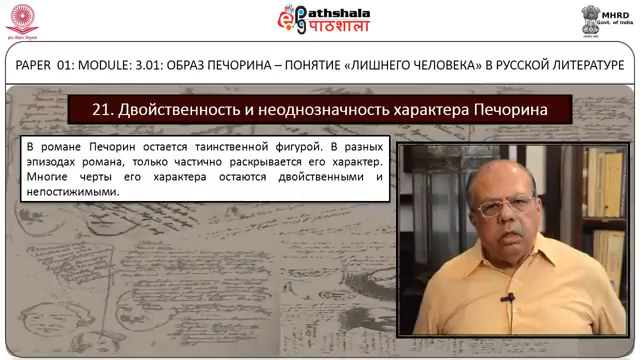 Pathshala
पाठशाला
MHRD
Govt. of India
PAPER 01: MODULE: 3.01: ОБРАЗ ПЕЧОРИНА – ПОНЯТИЕ «ЛИШНЕГО ЧЕЛОВЕКА» В РУССКОЙ ЛИТЕРАТУРЕ
21. Двойственность и неоднозначность характера Печорина
В романе Печорин остается таинственной фигурой. В разных
эпизодах романа, только частично раскрывается его характер.
Многие черты его характера остаются двойственными и
непостижимыми.